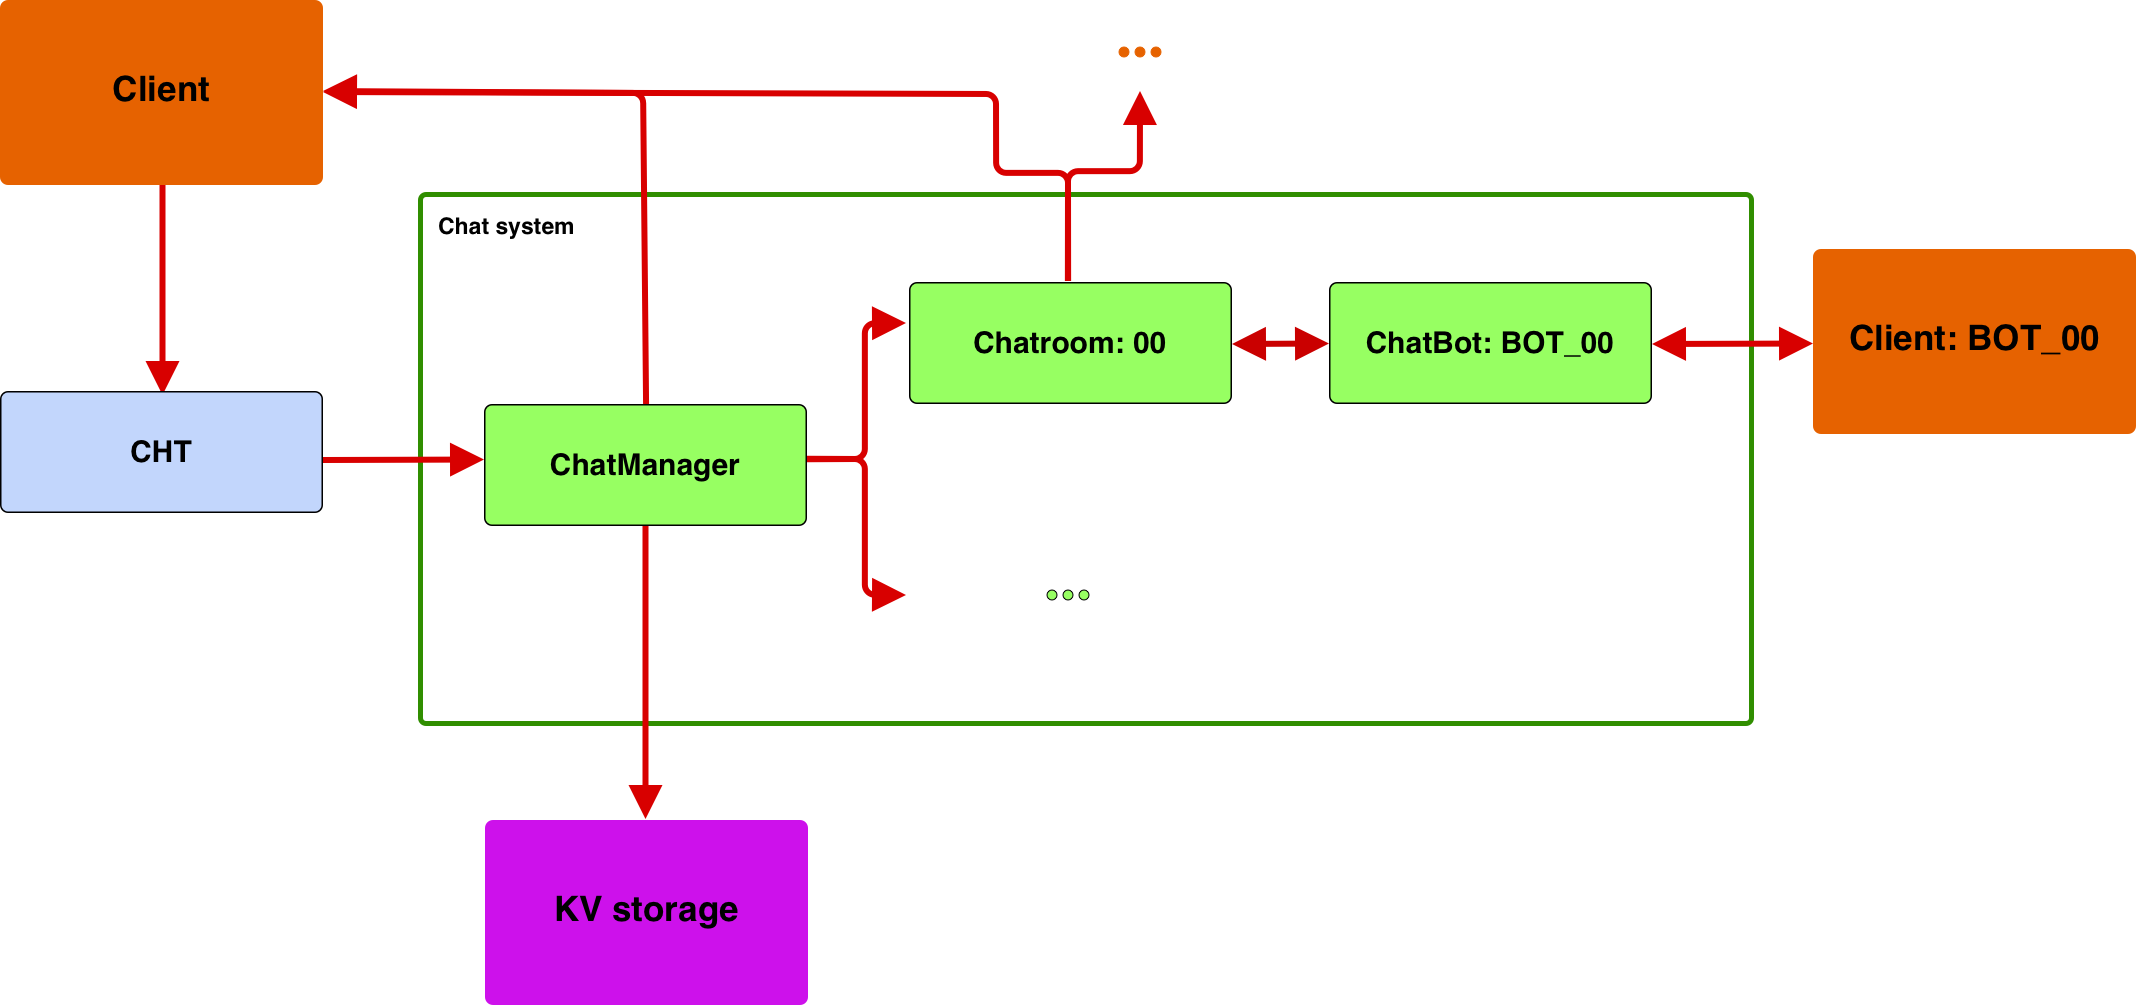 Client
Chat system
Chatroom: 00
ChatBot: BOT_00
Client: BOT_00
CHT
ChatManager
KV storage